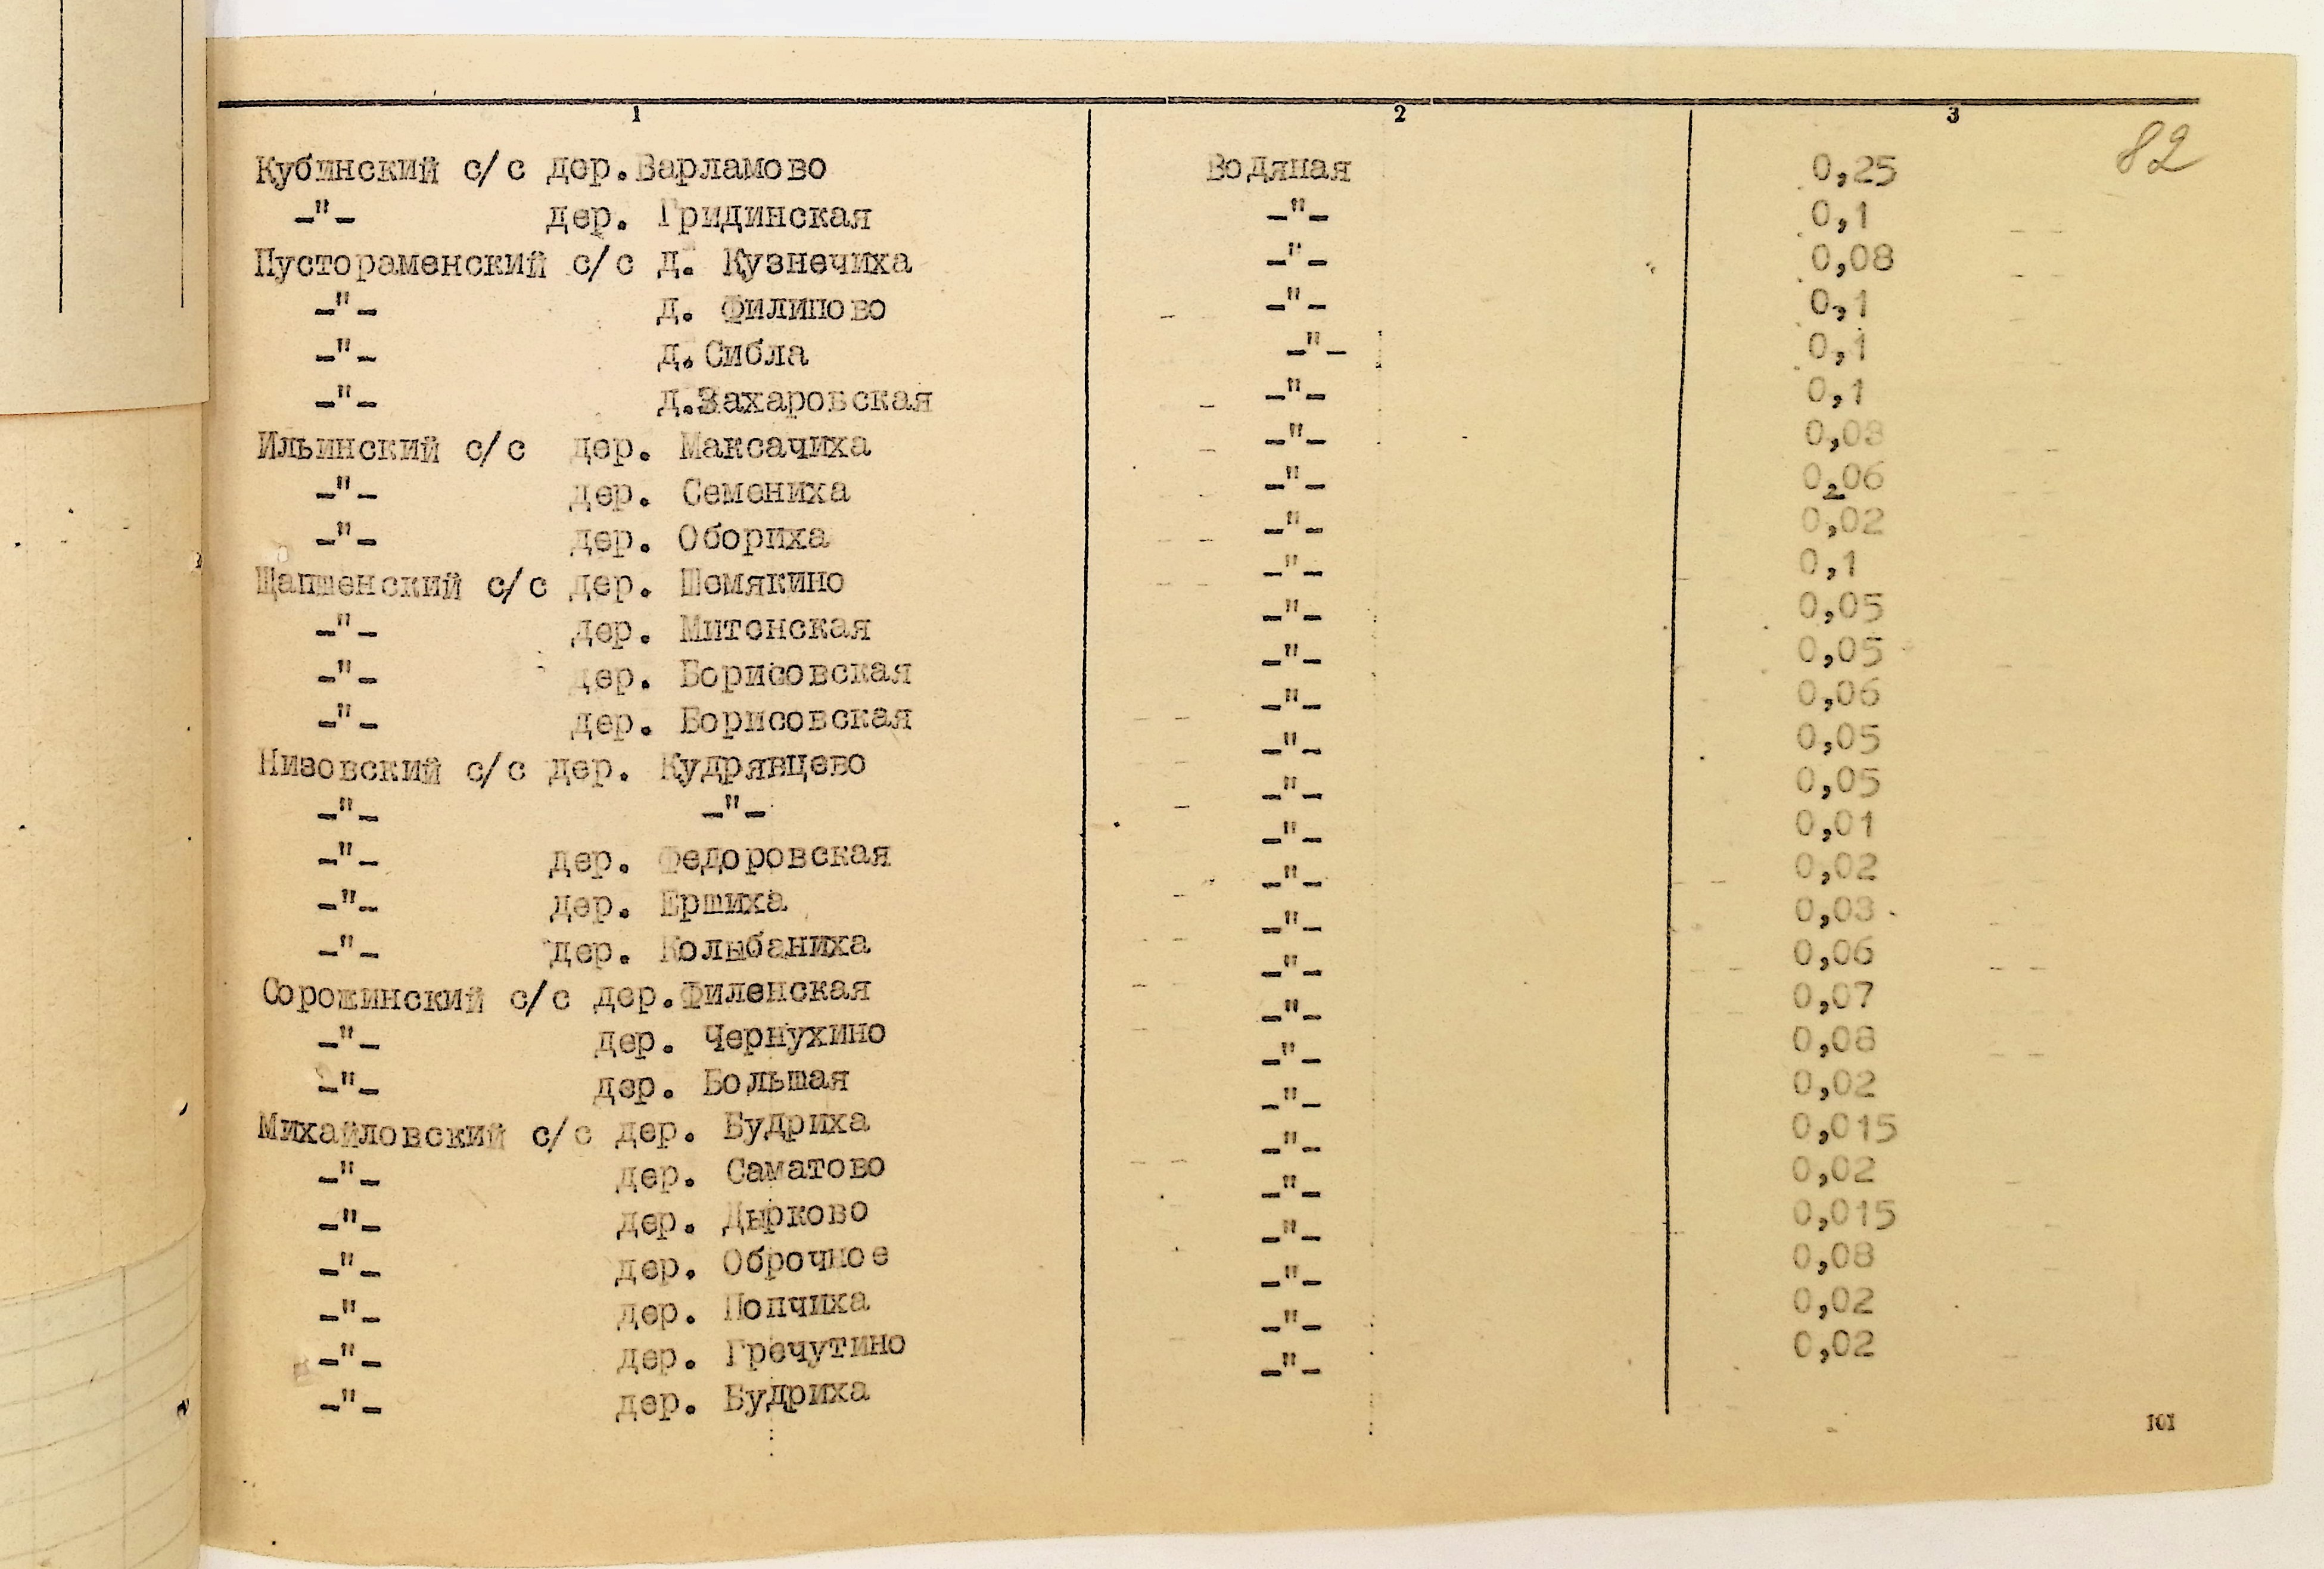 1 2 3
82
Кубинский с/с дер.Варламово Водяная 0,25
-"- дер. Гридинская -"- 0,1
Пустораменский с/с д. Кузнечиха -"- 0,08
-"- д. Филипово -"- 0,1
-"- д.Сибла -"- 0,1
-"- д.Захаровская -"- 0,1
Ильинский с/с дер. Максачиха -"- 0,03
-"- дер. Семениха -"- 0,06
-"- дер. Обориха -"- 0,02
Щапшенский с/с дер. Шемякино -"- 0,1
-"- дер. Митонская -"- 0,05
-"- дер. Борисовская -"- 0,05
-"- дер. Борисовская -"- 0,06
Низовский с/с дер. Кудрявцево -"- 0,05
-"- -"- -"- 0,05
-"- дер. Федоровская -"- 0,01
-"- дер. Ершиха -"- 0,02
-"- дер. Колыбаниха -"- 0,03
Сорожинский с/с дер.Филенская -"- 0,06
-"- дер. Чернухино -"- 0,07
-"- дер. Большая -"- 0,08
Михайловский с/с дер. Будриха -"- 0,02
-"- дер. Саматово -"- 0,015
-"- дер. Дырково -"- 0,02
-"- дер. Оброчное -"- 0,015
-"- дер. Попчиха -"- 0,08
-"- дер. Гречутино -"- 0,02
-"- дер. Будриха -"- 0,02
101